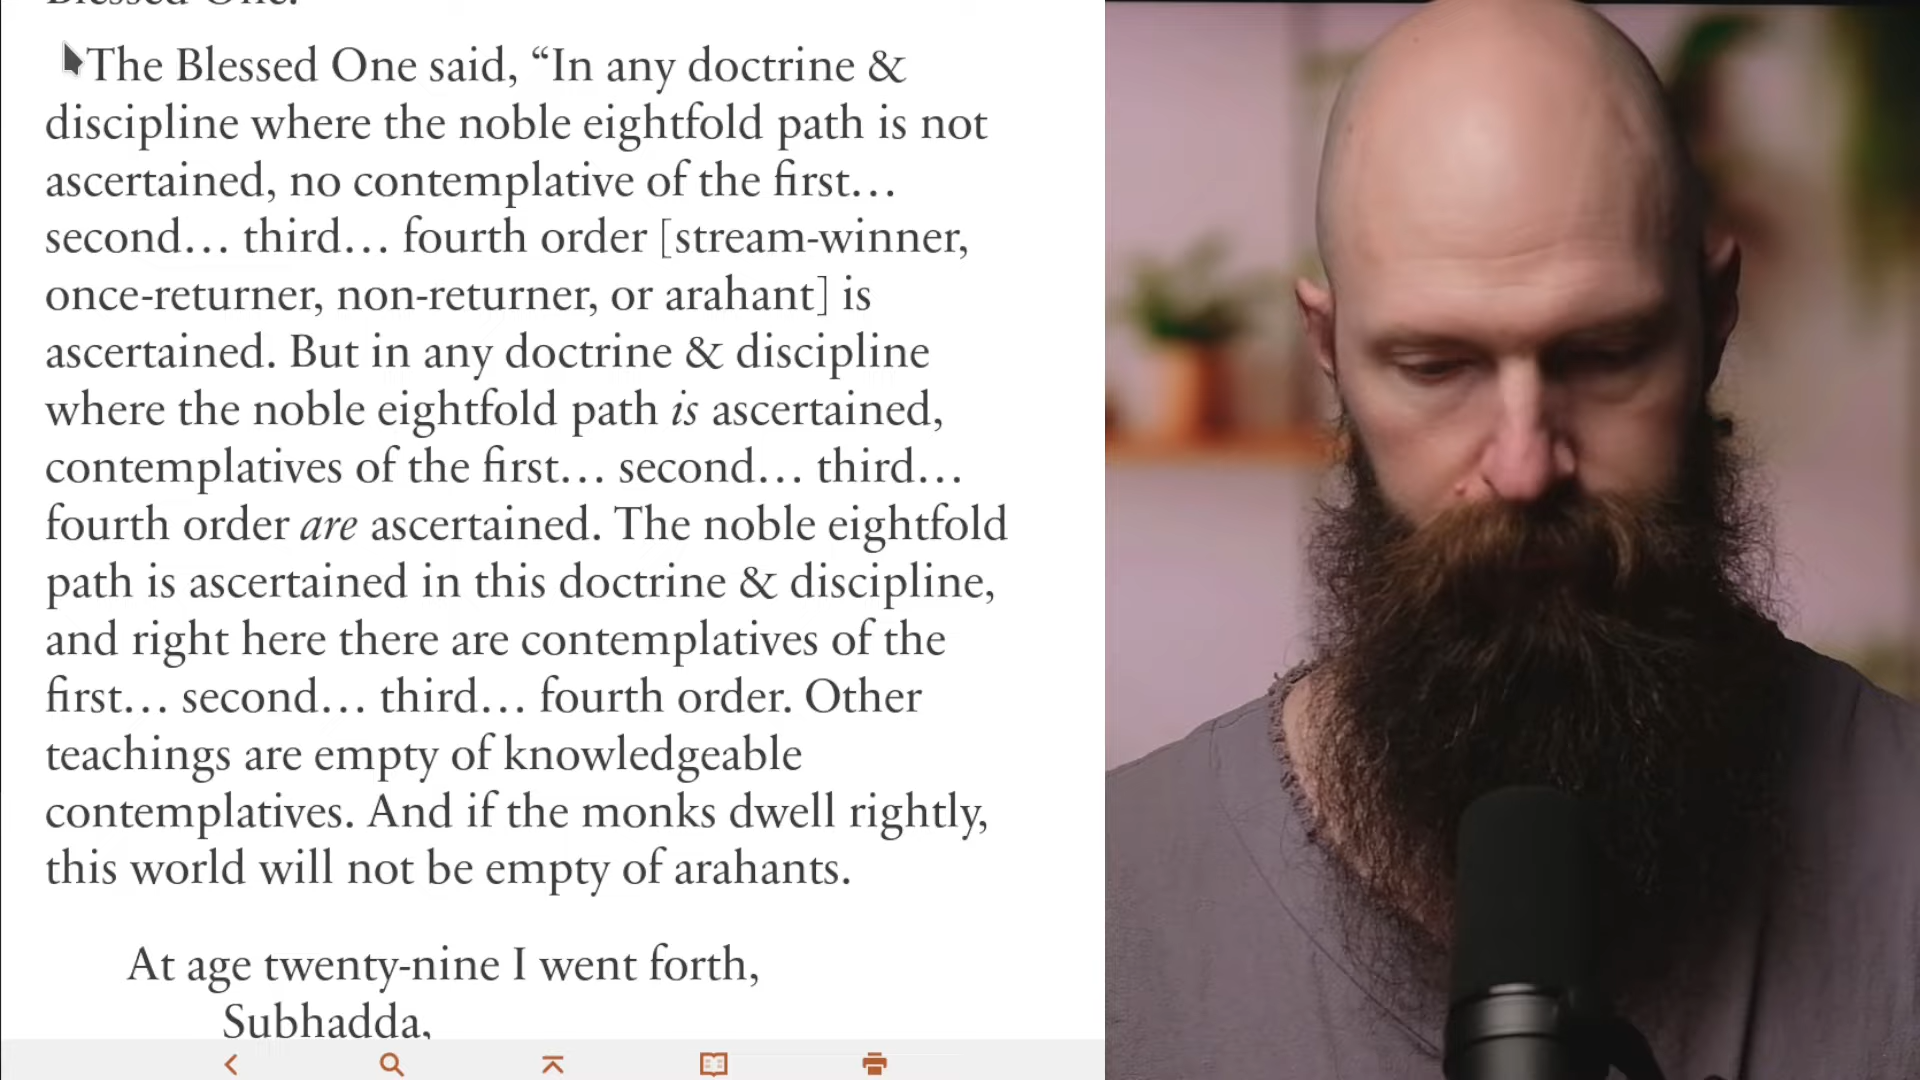 Blessed One.
The Blessed One said, “In any doctrine &
discipline where the noble eightfold path is not
ascertained, no contemplative of the first…
second… third… fourth order [stream-winner,
once-returner, non-returner, or arahant] is
ascertained. But in any doctrine & discipline
where the noble eightfold path is ascertained,
contemplatives of the first… second… third…
fourth order are ascertained. The noble eightfold
path is ascertained in this doctrine & discipline,
and right here there are contemplatives of the
first… second… third… fourth order. Other
teachings are empty of knowledgeable
contemplatives. And if the monks dwell rightly,
this world will not be empty of arahants.
At age twenty-nine I went forth,
Subhadda,